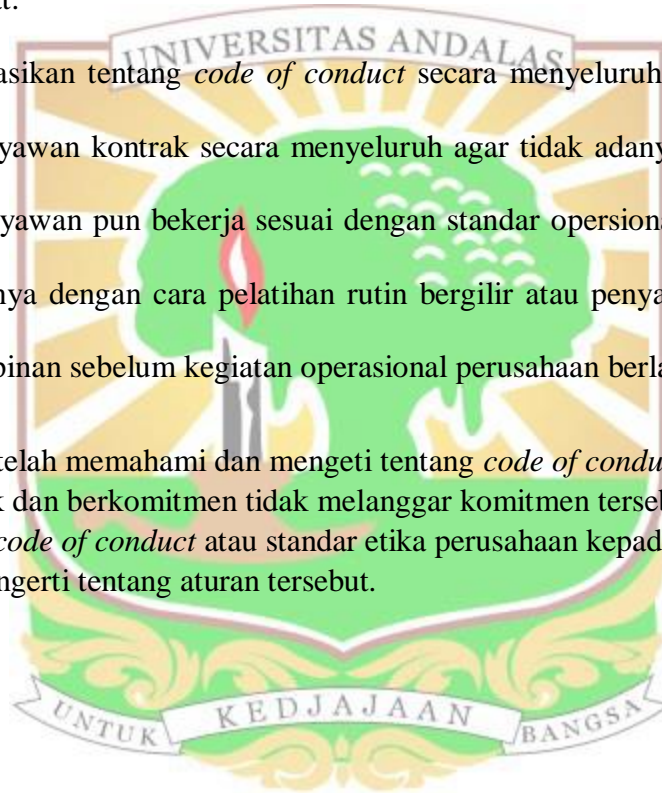 UNIVERSITAS ANDALAS
asikan tentang code of conduct secara menyeluruh
yawan kontrak secara menyeluruh agar tidak adany
yawan pun bekerja sesuai dengan standar opersiona
nya dengan cara pelatihan rutin bergilir atau penya
pinan sebelum kegiatan operasional perusahaan berla
telah memahami dan mengeti tentang code of condu
k dan berkomitmen tidak melanggar komitmen terseb
code of conduct atau standar etika perusahaan kepad
ngerti tentang aturan tersebut.
UNTUK KEDJAJAAN BANGSA